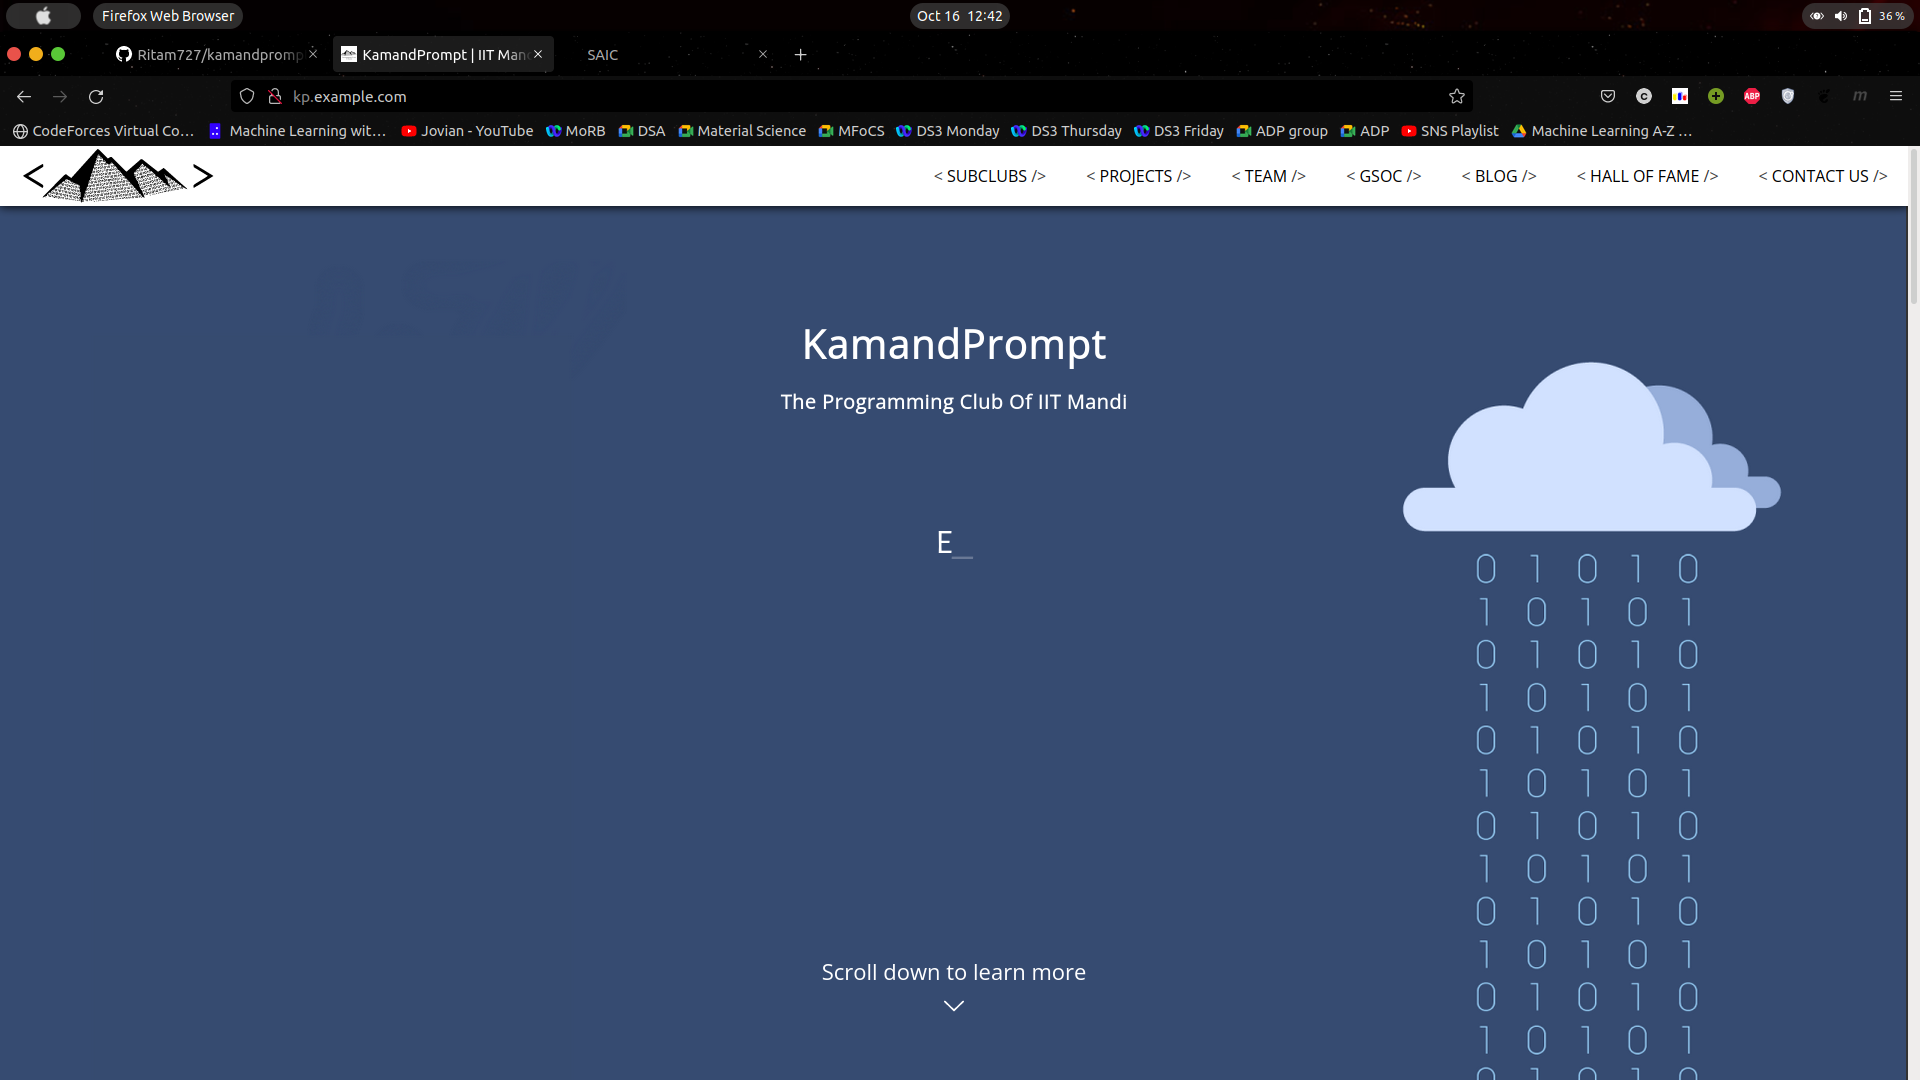 Firefox Web Browser
Oct 16 12:42
36 %
Ritam727/kamandpromp
KamandPrompt | IIT Man
SAIC
kp.example.com
CodeForces Virtual Co…
Machine Learning wit…
Jovian - YouTube
MoRB
DSA
Material Science
MFoCS
DS3 Monday
DS3 Thursday
DS3 Friday
ADP group
ADP
SNS Playlist
Machine Learning A-Z …
< SUBCLUBS />
< PROJECTS />
< TEAM />
< GSOC />
< BLOG />
< HALL OF FAME />
< CONTACT US />
KamandPrompt
The Programming Club Of IIT Mandi
E_
0 1 0 1 0
1 0 1 0 1
0 1 0 1 0
1 0 1 0 1
0 1 0 1 0
1 0 1 0 1
0 1 0 1 0
1 0 1 0 1
0 1 0 1 0
1 0 1 0 1
0 1 0 1 0
1 0 1 0 1
0 1 0 1 0
Scroll down to learn more